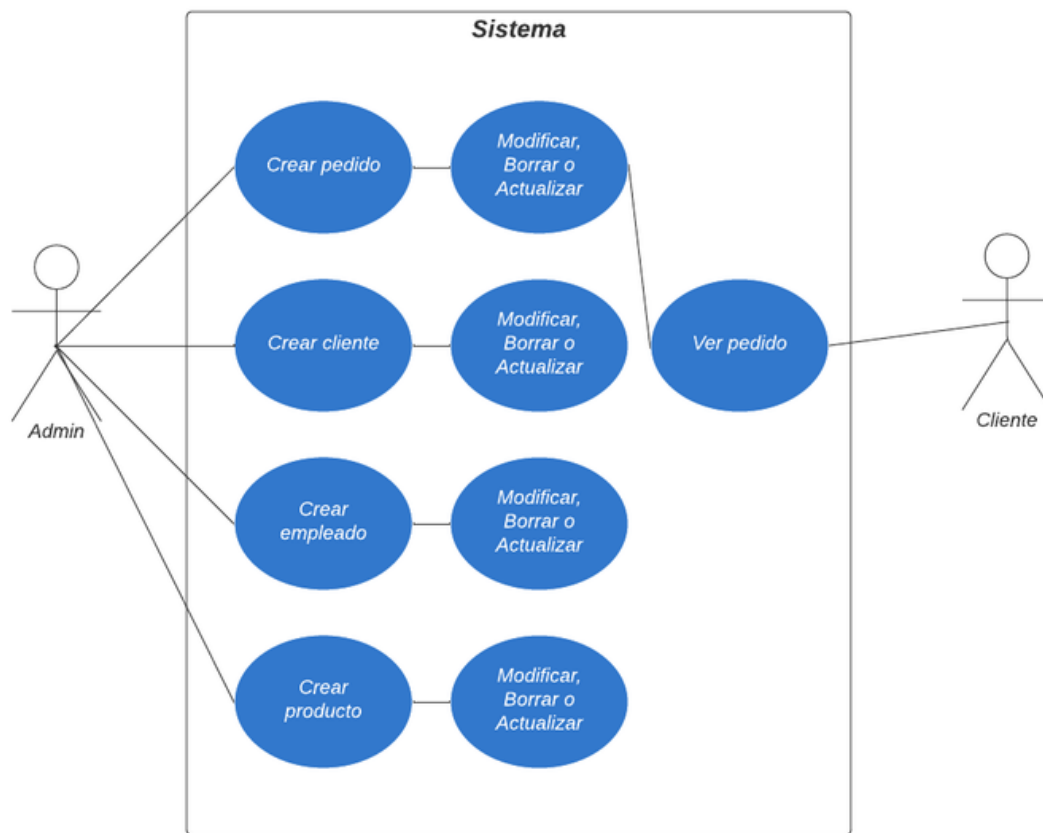 Sistema
Crear pedido
Modificar,
Borrar o
Actualizar
Crear cliente
Modificar,
Borrar o
Actualizar
Ver pedido
Admin
Cliente
Crear
empleado
Modificar,
Borrar o
Actualizar
Crear
producto
Modificar,
Borrar o
Actualizar